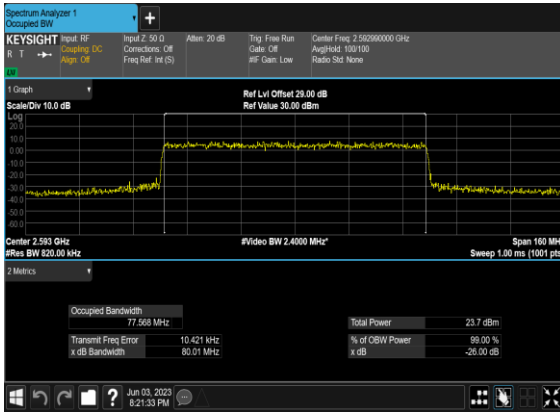 Spectrum Analyzer 1
Occupied BW
KEYSIGHT
R T
LW
Input: RF
Coupling: DC
Align: Off
Input Z: 50 Ω
Corrections: Off
Freq Ref: Int (S)
Atten: 20 dB
Trig: Free Run
Gate: Off
#IF Gain: Low
Center Freq: 2.592990000 GHz
Avg|Hold: 100/100
Radio Std: None
1 Graph
Scale/Div 10.0 dB
Ref Lvl Offset 29.00 dB
Ref Value 30.00 dBm
Log
20.0
10.0
0.00
-10.0
-20.0
-30.0
-40.0
-50.0
-60.0
Center 2.593 GHz
#Res BW 820.00 kHz
#Video BW 2.4000 MHz*
Span 160 MH
Sweep 1.00 ms (1001 pts
2 Metrics
Occupied Bandwidth
77.568 MHz
Transmit Freq Error 10.421 kHz
x dB Bandwidth 80.01 MHz
Total Power 23.7 dBm
% of OBW Power 99.00 %
x dB -26.00 dB
?
Jun 03, 2023
8:21:33 PM